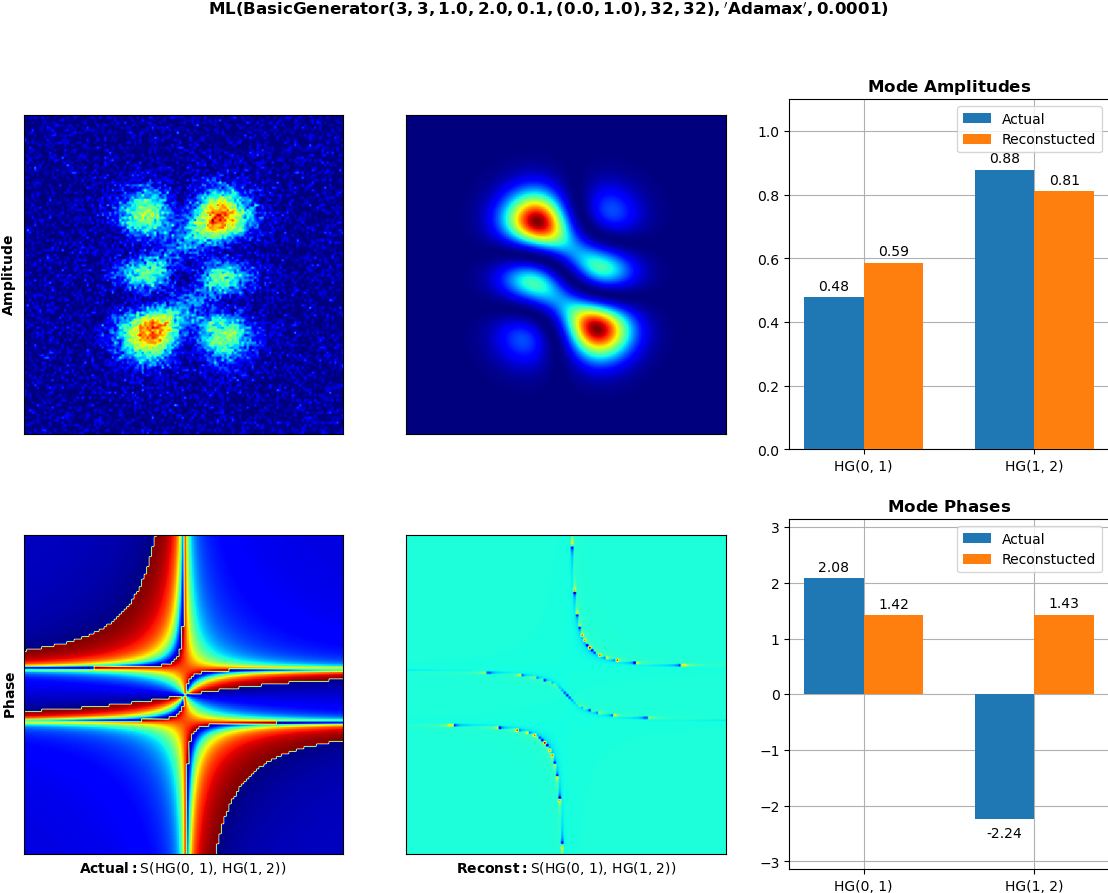 ML(BasicGenerator(3, 3, 1.0, 2.0, 0.1, (0.0, 1.0), 32, 32), ′Adamax′, 0.0001)
Mode Amplitudes
Actual
Reconstucted
1.0
0.8
0.6
0.4
0.2
0.0
0.48
0.59
0.88
0.81
HG(0, 1)
HG(1, 2)
Amplitude
Mode Phases
Actual
Reconstucted
3
2
1
0
−1
−2
−3
2.08
1.42
-2.24
1.43
HG(0, 1)
HG(1, 2)
Phase
Actual: S(HG(0, 1), HG(1, 2))
Reconst: S(HG(0, 1), HG(1, 2))